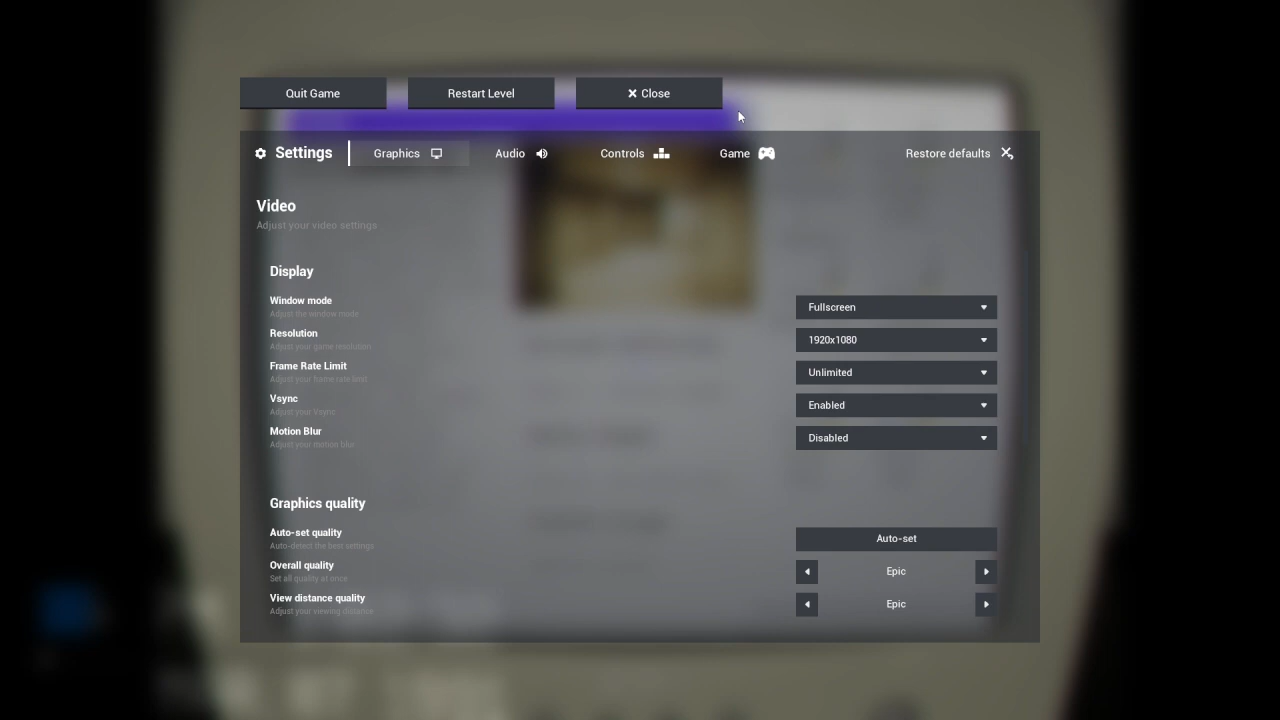 Quit Game
Restart Level
Close
Settings
Graphics
Audio
Controls
Game
Restore defaults
Video
Adjust your video settings
Display
Window mode
Fullscreen
Adjust the window mode
Resolution
1920x1080
Adjust your game resolution.
Frame Rate Limit
Unlimited
Adjust your frame rate limit
Vsync
Enabled
Adjust your Vsync
Motion Blur
Disabled
Adjust your motion blur
Graphics quality
Auto-set quality
Auto-set
Auto-detect the best settings
Overall quality
Epic
Set all quality at once
View distance quality
Epic
Adjust your viewing distance